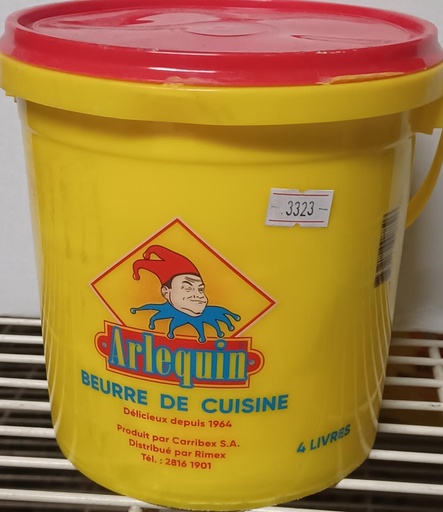 3323
Arlequin
BEURRE DE CUISINE
Délicieux depuis 1964
Produit par Carribex S.A.
Distribué par Rimex
Tél. : 2816 1901
4 LIVRES